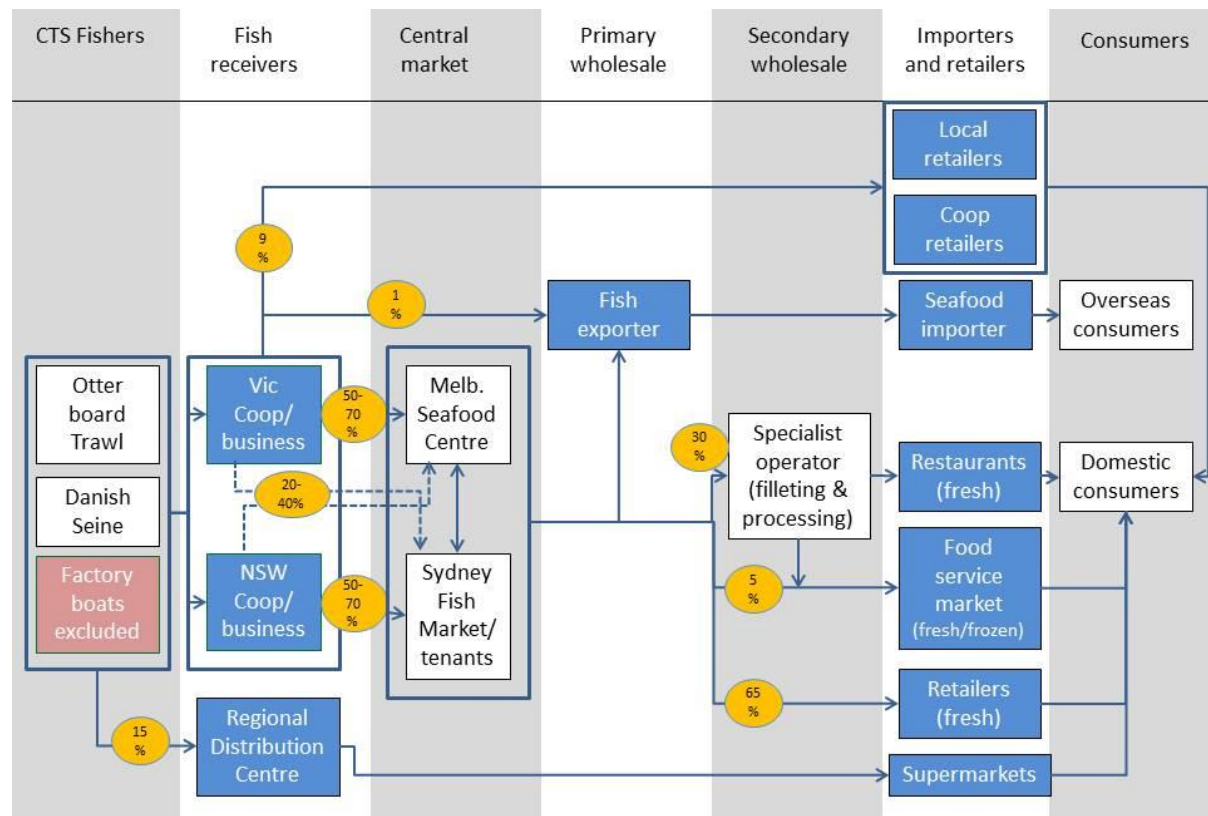 CTS Fishers
Fish
receivers
Central
market
Primary
wholesale
Secondary
wholesale
Importers
and retailers
Consumers
Local
retailers
Coop
retailers
9
%
1
%
Fish
exporter
Seafood
importer
Overseas
consumers
Otter
board
Trawl
Danish
Seine
Factory
boats
excluded
Vic
Coop/
business
50-
70
%
Melb.
Seafood
Centre
20-
40%
NSW
Coop/
business
50-
70
%
Sydney
Fish
Market/
tenants
30
%
Specialist
operator
(filleting &
processing)
Restaurants
(fresh)
Domestic
consumers
5
%
Food
service
market
(fresh/frozen)
65
%
Retailers
(fresh)
15
%
Regional
Distribution
Centre
Supermarkets